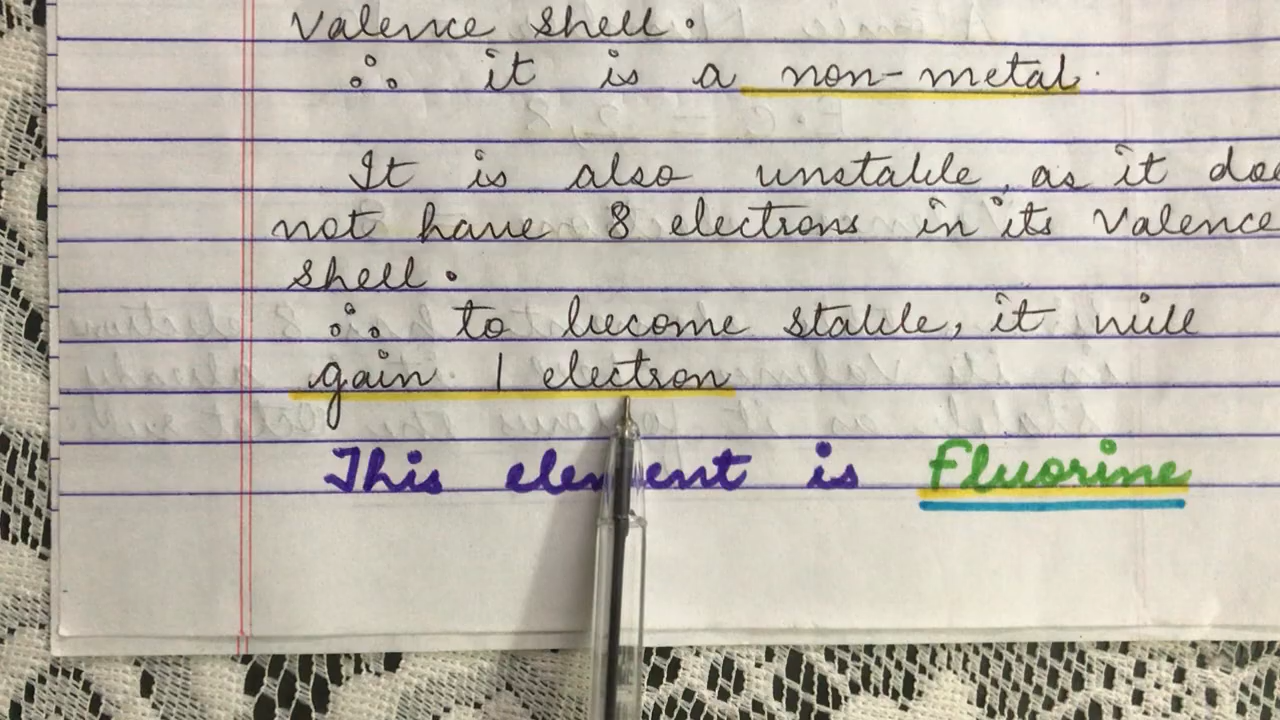 Valence shell.
∴ it is a non-metal.
It is also unstable, as it doe
not have 8 electrons in its Valence
shell.
∴ to become stable, it will
gain 1 electron
This element is Fluorine